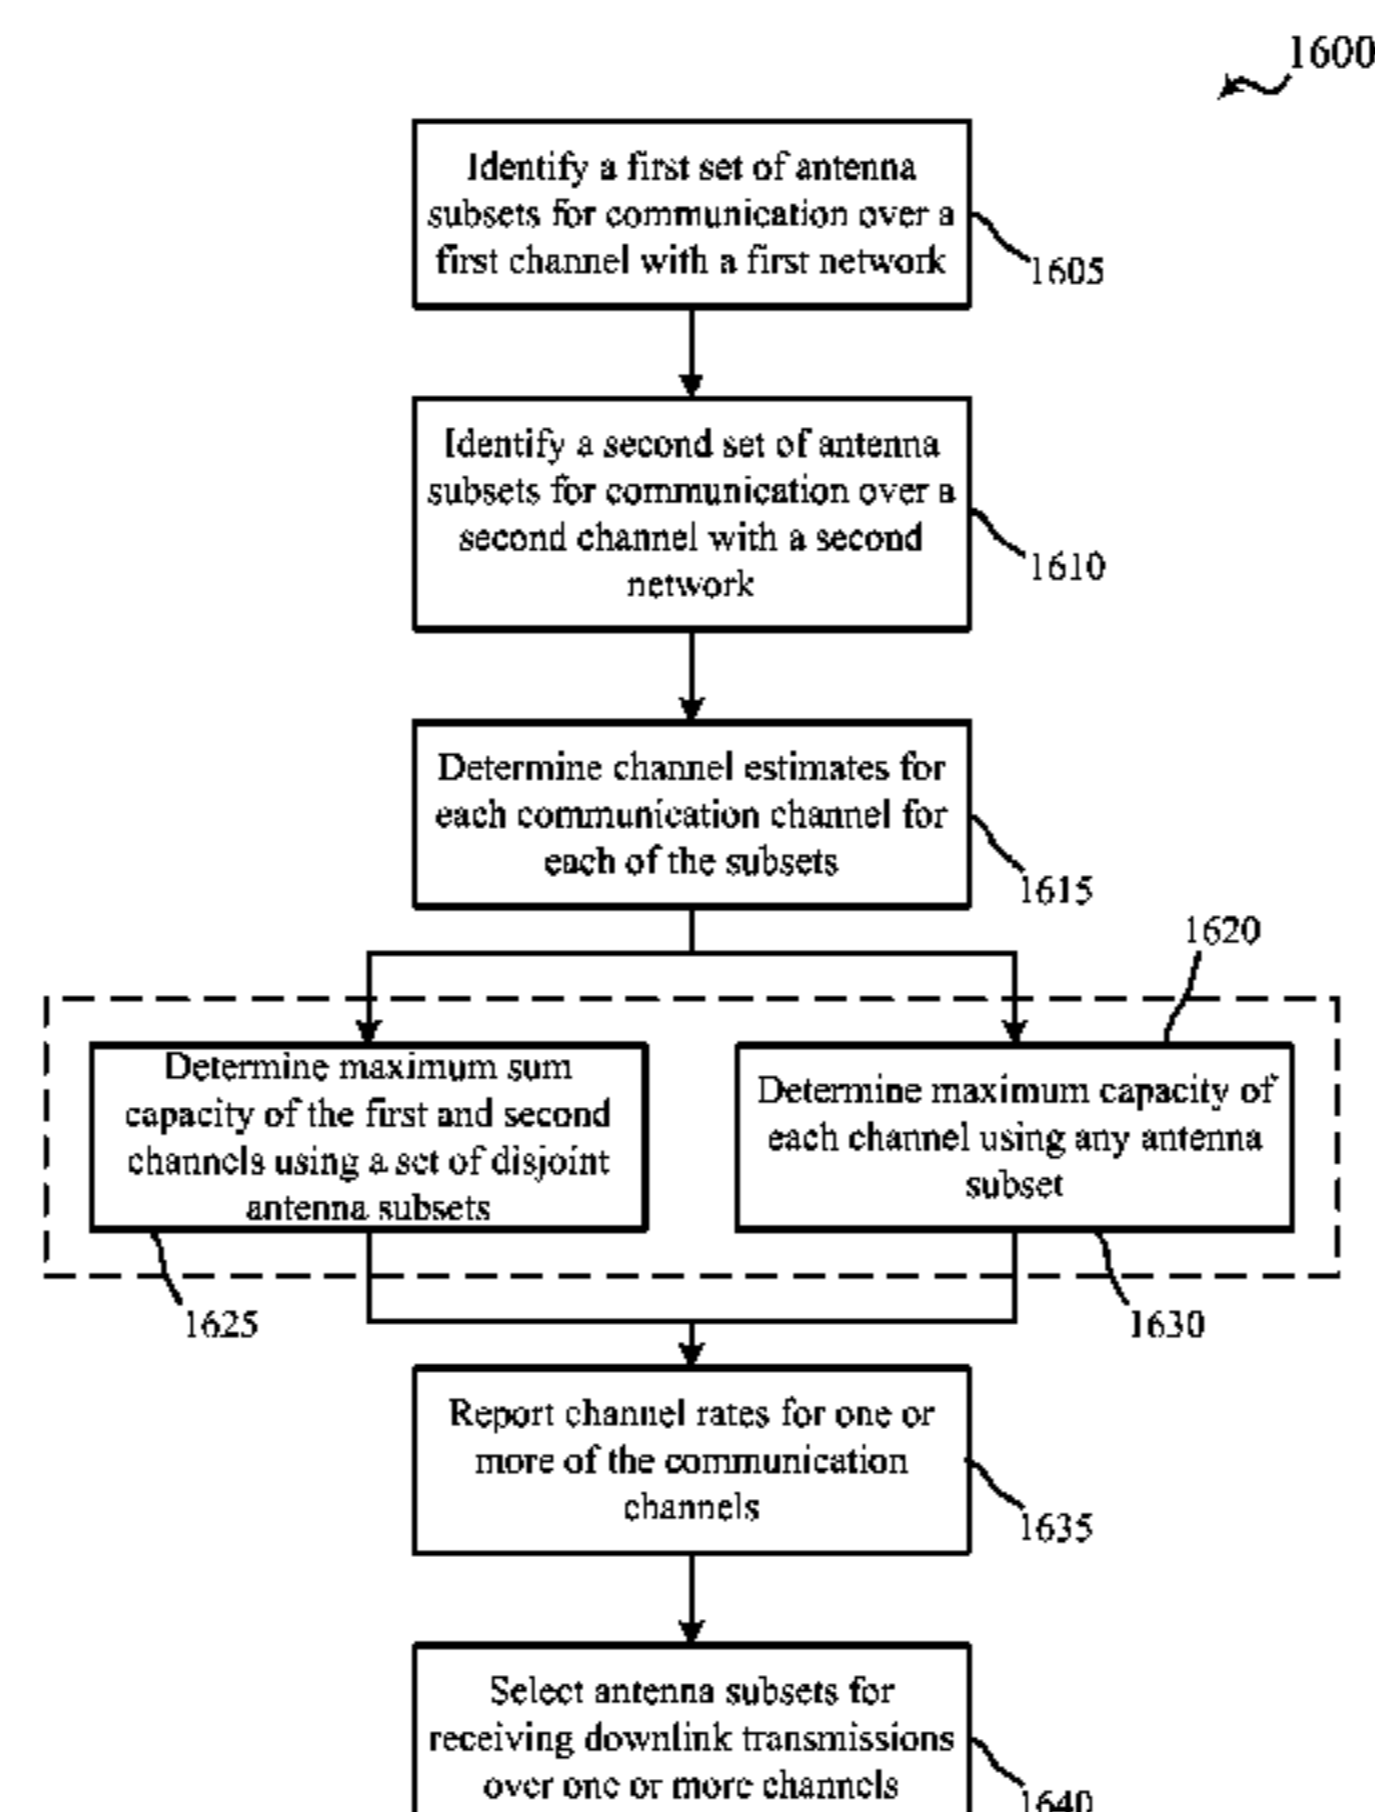 1600
Identify a first set of antenna
subsets for communication over a
first channel with a first network
1605
Identify a second set of antenna
subsets for communication over a
second channel with a second
network
1610
Determine channel estimates for
each communication channel for
each of the subsets
1615
1620
Determine maximum sum
capacity of the first and second
channels using a set of disjoint
antenna subsets
1625
Determine maximum capacity of
each channel using any antenna
subset
1630
Report channel rates for one or
more of the communication
channels
1635
Select antenna subsets for
receiving downlink transmissions
over one or more channels
1640